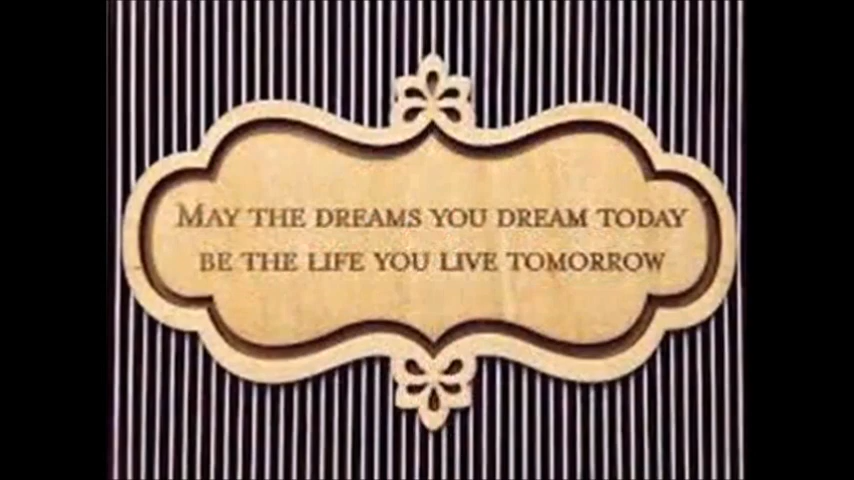 MAY THE DREAMS YOU DREAM TODAY
BE THE LIFE YOU LIVE TOMORROW